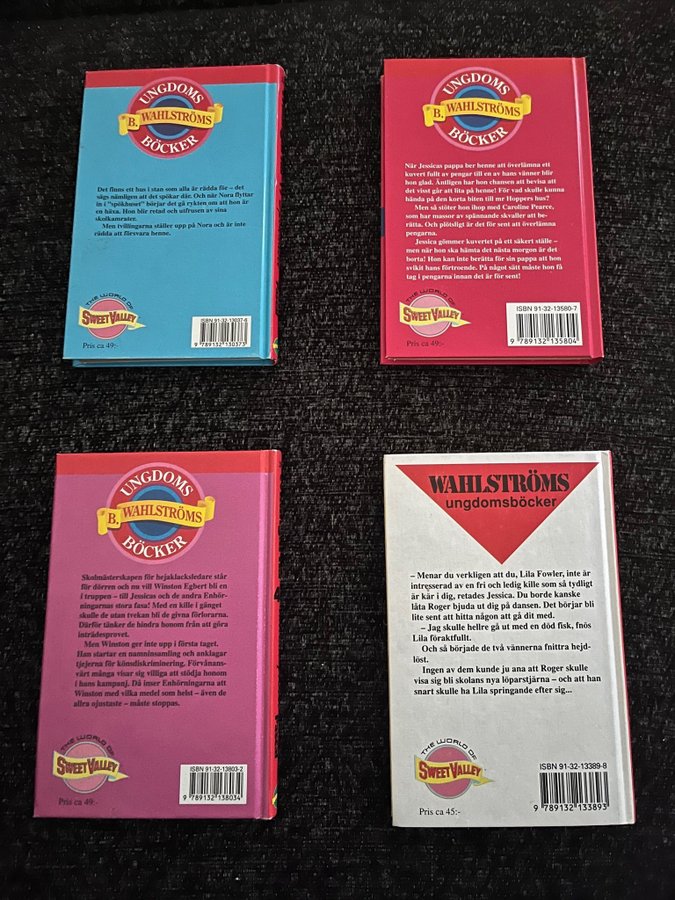 UNGDOMS
B. WAHLSTRÖMS
BÖCKER
Det finns ett hus i stan som alla är rädda för – det
sägs nämligen att det spökar där. Och när Nora flyttar
in i "spökhuset" börjar det gå rykten om att hon är
en häxa. Hon blir retad och utfrusen av sina
skolkamrater.
Men tvillingarna ställer upp på Nora och är inte
rädda att försvara henne.
THE WORLD OF
SWEET VALLEY
Pris ca 49:-
ISBN 91-32-13037-6
9 789132 130373
UNGDOMS
B. WAHLSTRÖMS
BÖCKER
När Jessicas pappa ber henne att överlämna ett
kuvert fullt av pengar till en av hans vänner blir
hon glad. Äntligen har hon chansen att bevisa att
det visst går att lita på henne! För vad skulle kunna
hända på den korta biten till mr Hoppers hus?
Men så stöter hon ihop med Caroline Pearce,
som har massor av spännande skvaller att be-
rätta. Och plötsligt är det för sent att överlämna
pengarna.
Jessica gömmer kuvertet på ett säkert ställe –
men när hon ska hämta det nästa morgon är det
borta! Hon kan inte berätta för sin pappa att hon
svikit hans förtroende. På något sätt måste hon få
tag i pengarna innan det är för sent!
THE WORLD OF
SWEET VALLEY
Pris ca 49:-
ISBN 91-32-13580-7
9 789132 135804
UNGDOMS
B. WAHLSTRÖMS
BÖCKER
Skolmästerskapen för hejaklacksledare står
för dörren och nu vill Winston Egbert bli en
i truppen – till Jessicas och de andra Enhör-
ningarnas stora fasa! Med en kille i gänget
skulle de utan tvekan bli de givna förlorarna.
Därför tänker de hindra honom från att göra
inträdesprovet.
Men Winston ger inte upp i första taget.
Han startar en namninsamling och anklagar
tjejerna för könsdiskriminering. Förvånans-
värt många visar sig villiga att stödja honom
i hans kampanj. Då inser Enhörningarna att
Winston med vilka medel som helst – även de
allra ojustaste – måste stoppas.
THE WORLD OF
SWEET VALLEY
Pris ca 49:-
ISBN 91-32-13803-2
9 789132 138034
WAHLSTRÖMS
ungdomsböcker
– Menar du verkligen att du, Lila Fowler, inte är
intresserad av en fri och ledig kille som så tydligt
är kär i dig, retades Jessica. Du borde kanske
låta Roger bjuda ut dig på dansen. Det börjar bli
lite sent att hitta någon att gå dit med.
– Jag skulle hellre gå ut med en död fisk, fnös
Lila föraktfullt.
Och så började de två vännerna fnittra hejd-
löst.
Ingen av dem kunde ju ana att Roger skulle
visa sig bli skolans nya löparstjärna – och att han
snart skulle ha Lila springande efter sig...
THE WORLD OF
SWEET VALLEY
Pris ca 45:-
ISBN 91-32-13389-8
9 789132 133893